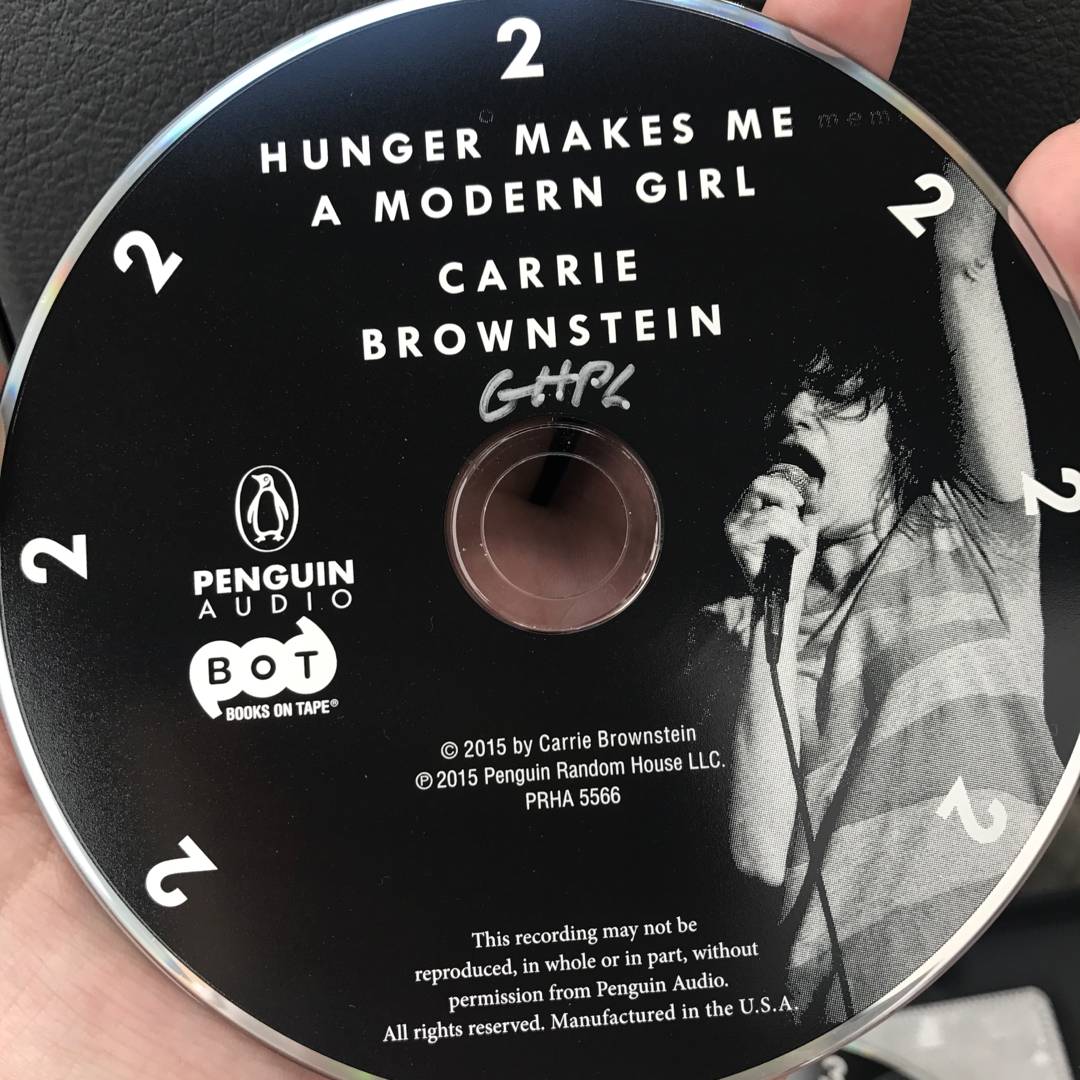 2
HUNGER MAKES ME
A MODERN GIRL
CARRIE
BROWNSTEIN
GHPL
2
2
2
2
PENGUIN
AUDIO
BOT
BOOKS ON TAPE®
© 2015 by Carrie Brownstein
℗ 2015 Penguin Random House LLC.
PRHA 5566
2
2
This recording may not be
reproduced, in whole or in part, without
permission from Penguin Audio.
All rights reserved. Manufactured in the U.S.A.